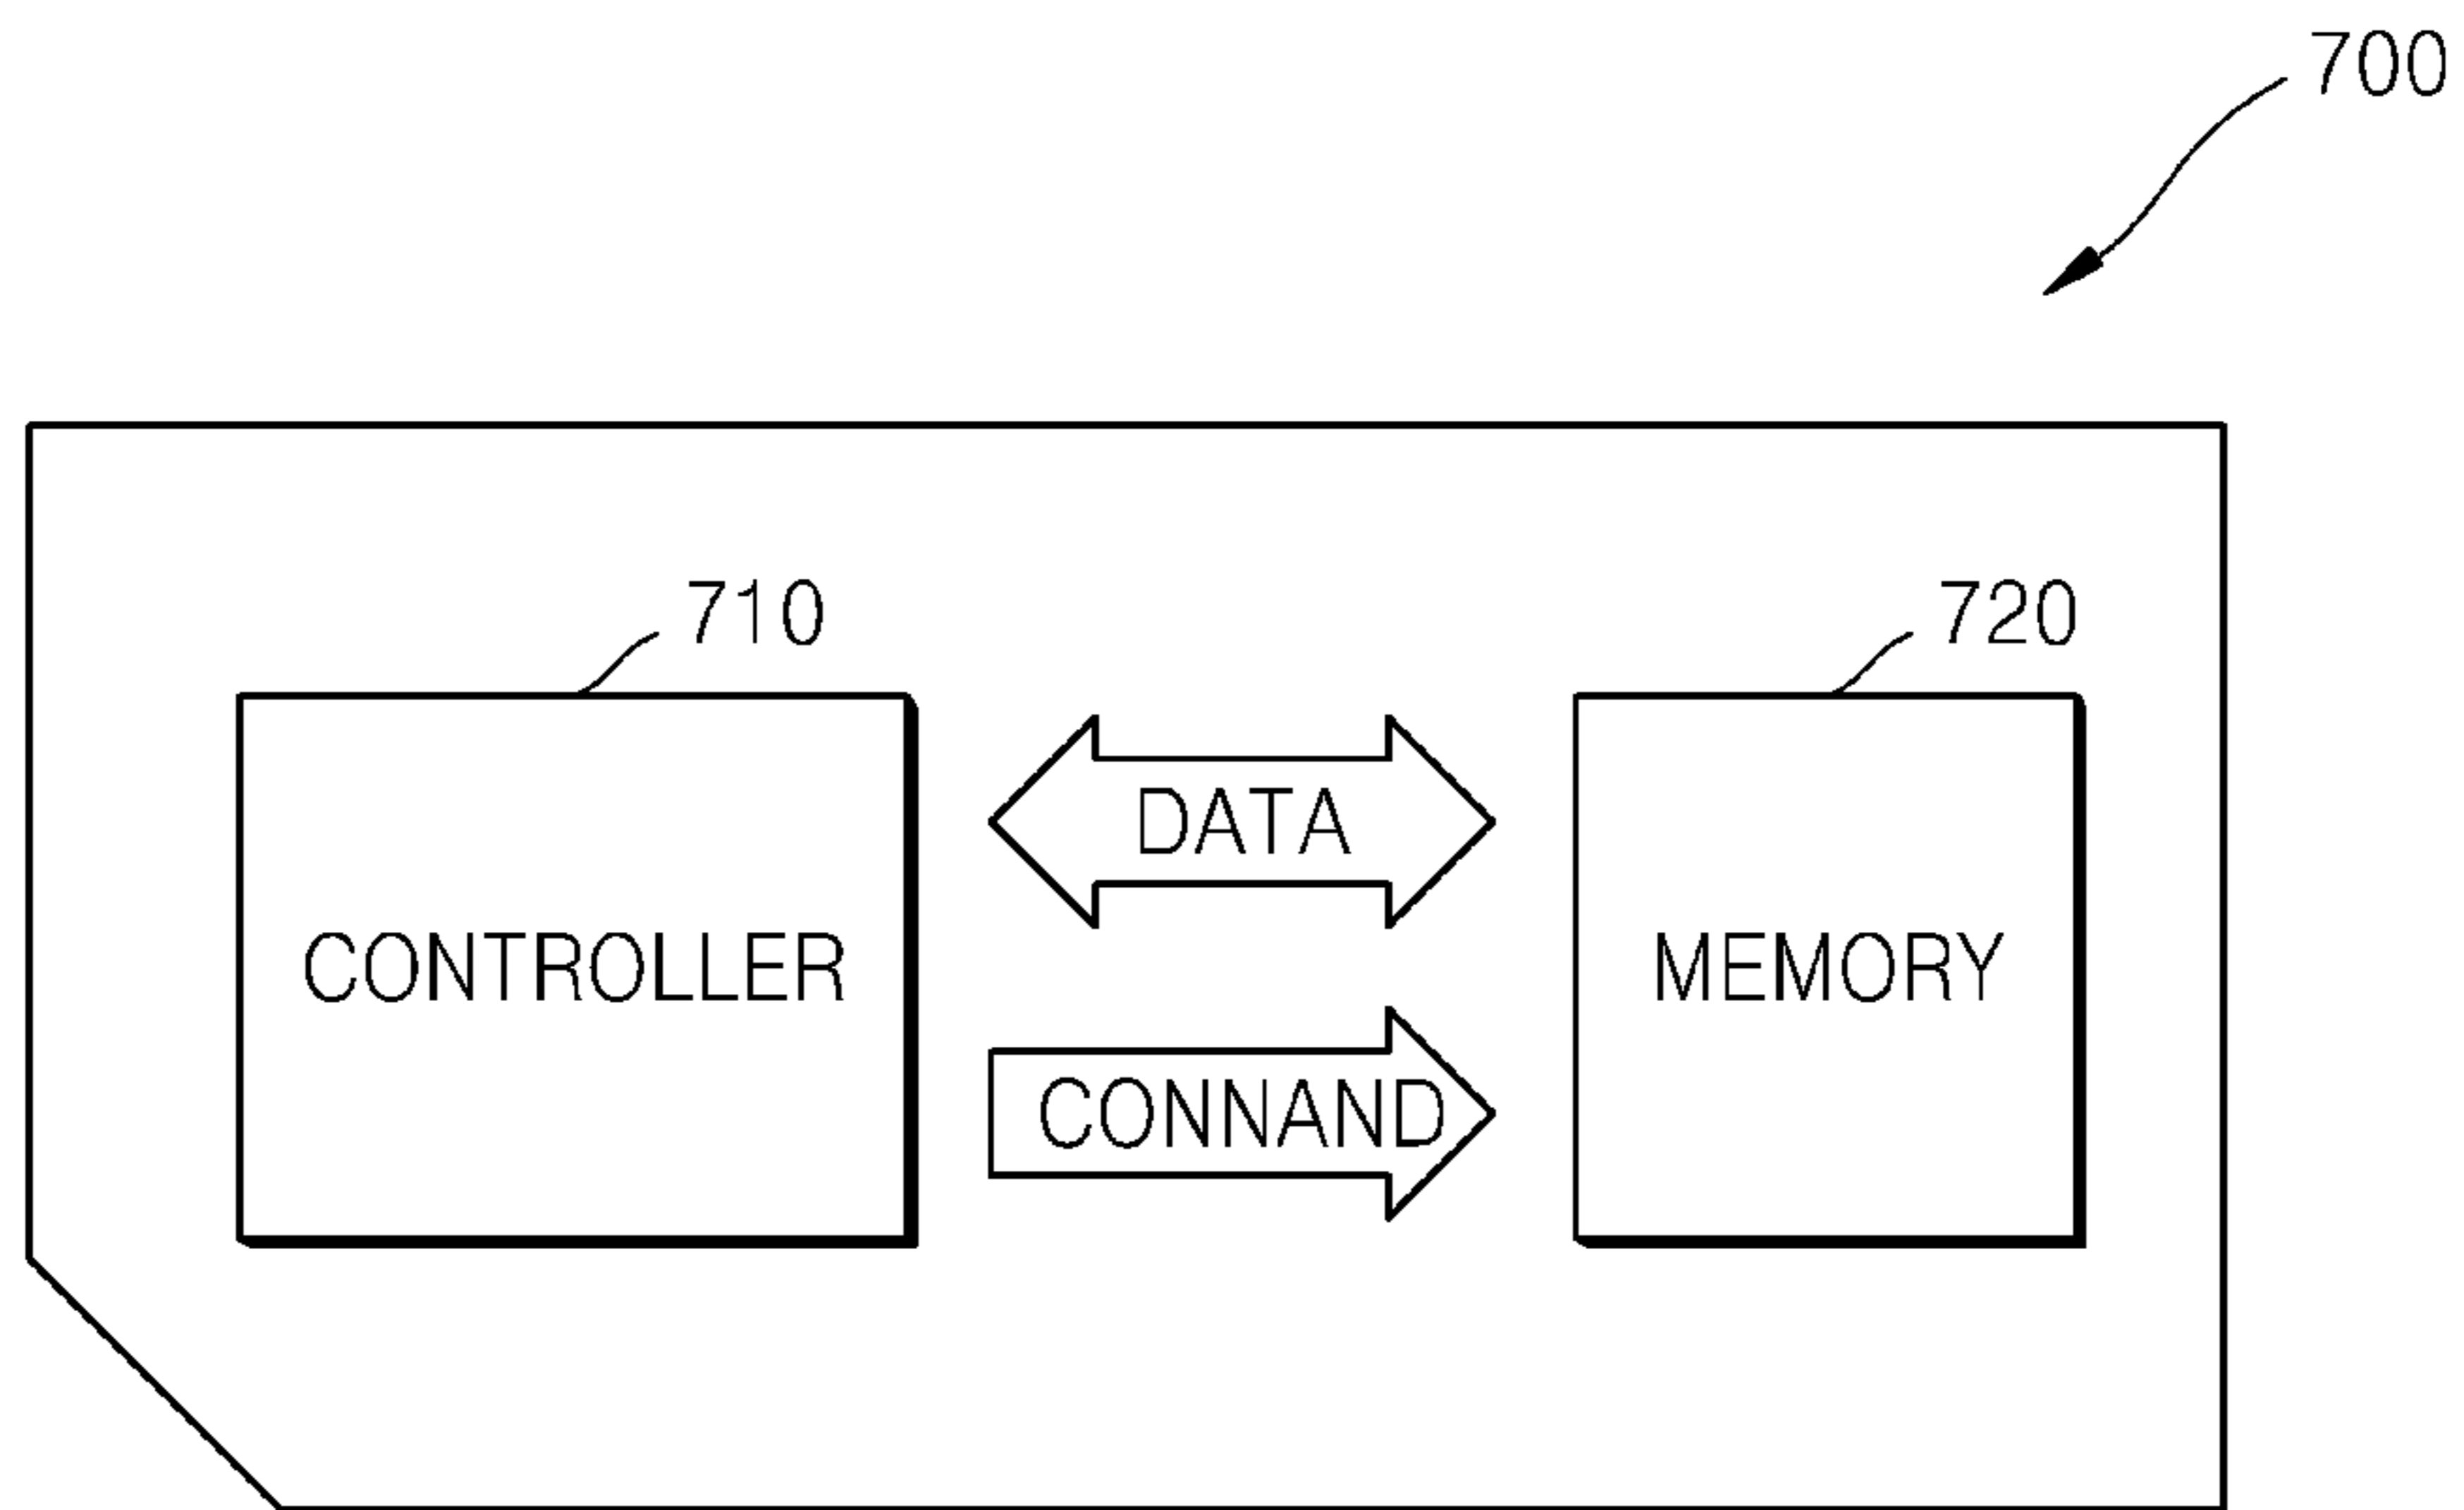 700
710
720
DATA
CONTROLLER
MEMORY
CONNAND